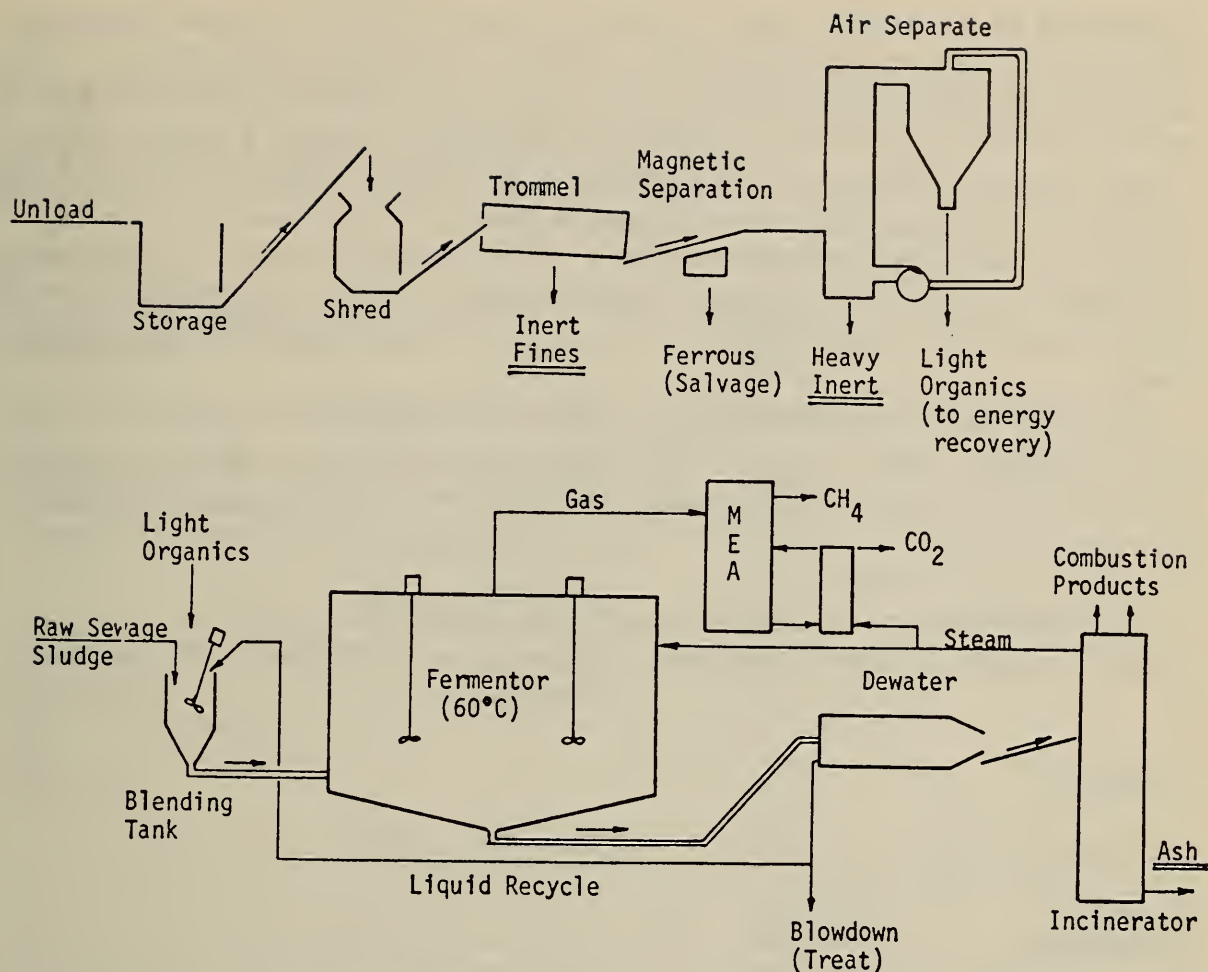 Air Separate
Magnetic
Separation
Trommel
Unload
Storage
Shred
Inert
Fines
Ferrous
(Salvage)
Heavy
Inert
Light
Organics
(to energy
recovery)
Gas
M
E
A
CH4
CO2
Light
Organics
Combustion
Products
Raw Sewage
Sludge
Steam
Fermentor
(60°C)
Dewater
Blending
Tank
Liquid Recycle
Ash
Incinerator
Blowdown
(Treat)